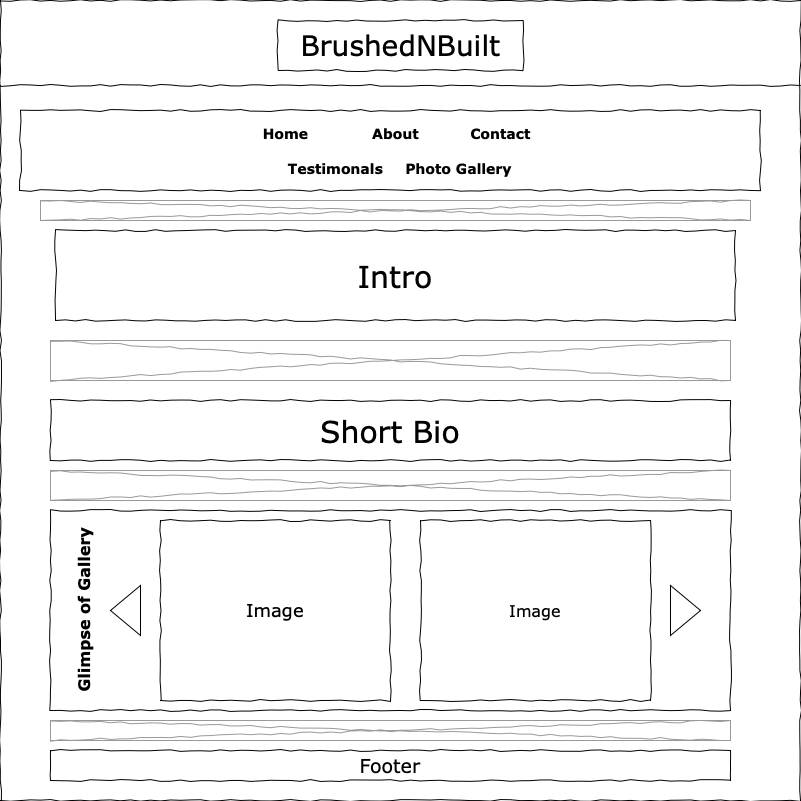 BrushedNBuilt
Home About Contact
Testimonals Photo Gallery
Intro
Short Bio
Glimpse of Gallery
Image Image
Footer